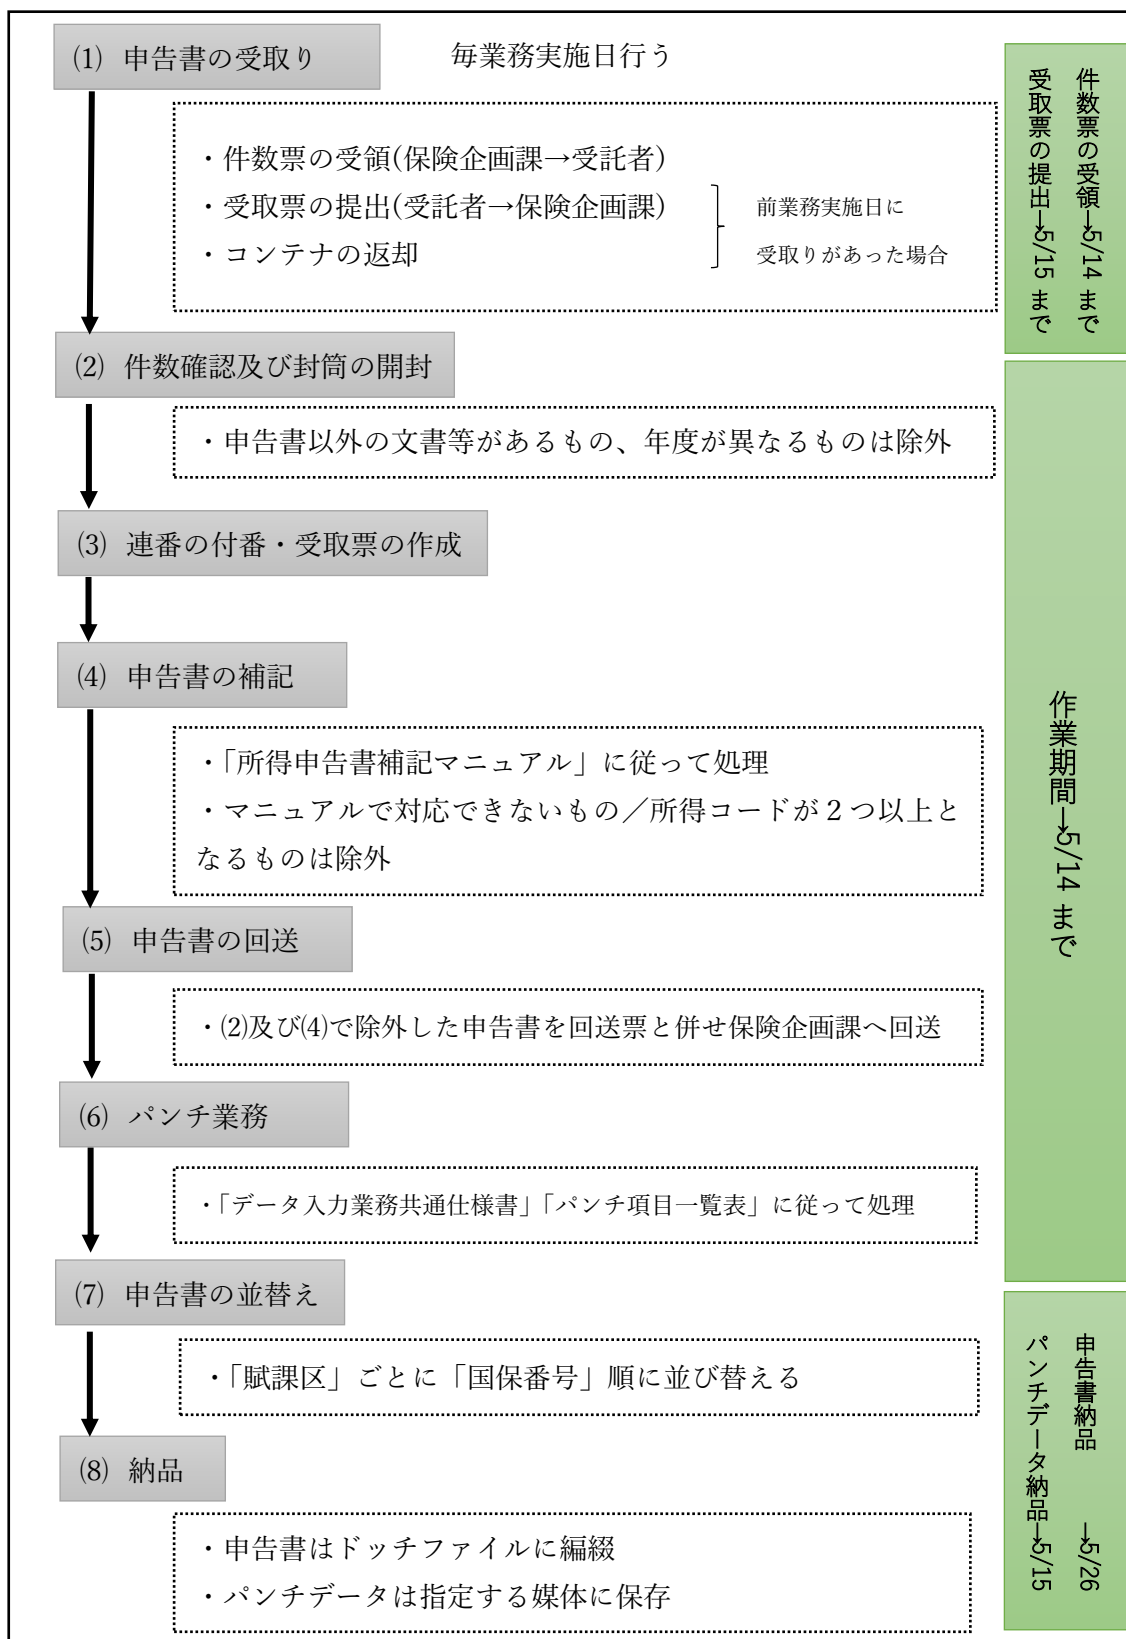 ⑴ 申告書の受取り
毎業務実施日行う
・件数票の受領(保険企画課→受託者)
・受取票の提出(受託者→保険企画課)
・コンテナの返却
前業務実施日に
受取りがあった場合
⑵ 件数確認及び封筒の開封
・申告書以外の文書等があるもの、年度が異なるものは除外
⑶ 連番の付番・受取票の作成
⑷ 申告書の補記
・「所得申告書補記マニュアル」に従って処理
・マニュアルで対応できないもの／所得コードが２つ以上と
なるものは除外
⑸ 申告書の回送
・⑵及び⑷で除外した申告書を回送票と併せ保険企画課へ回送
⑹ パンチ業務
・「データ入力業務共通仕様書」「パンチ項目一覧表」に従って処理
⑺ 申告書の並替え
・「賦課区」ごとに「国保番号」順に並び替える
⑻ 納品
・申告書はドッチファイルに編綴
・パンチデータは指定する媒体に保存
件数票の受領→5/14 まで
受取票の提出→5/15 まで
作業期間→5/14 まで
申告書納品 →5/26
パンチデータ納品→5/15